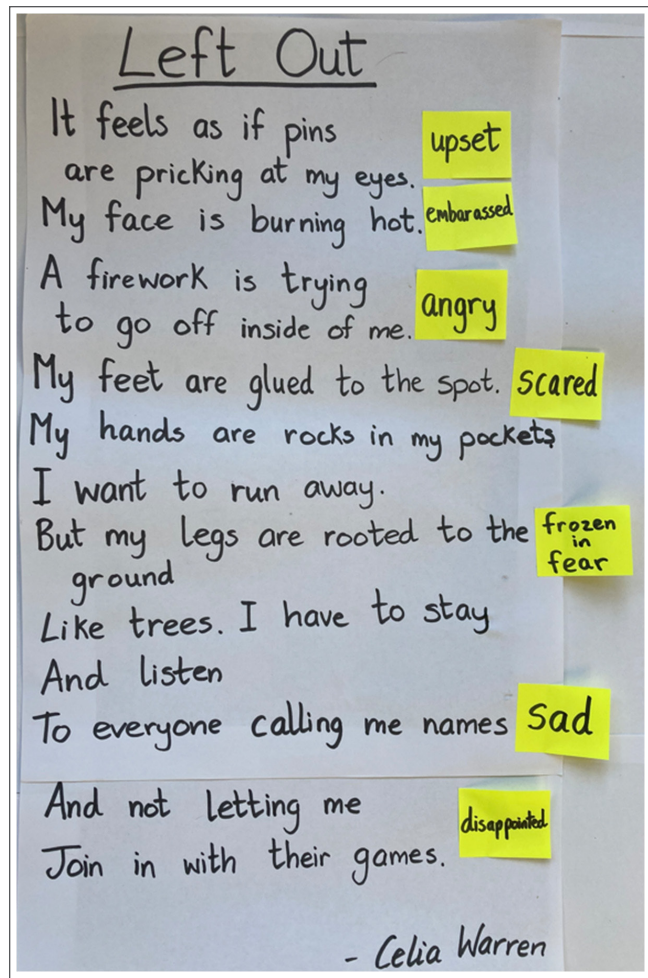 Left Out
It feels as if pins
upset
are pricking at my eyes.
My face is burning hot.
embarassed
A firework is trying
to go off inside of me.
angry
My feet are glued to the spot.
scared
My hands are rocks in my pockets
I want to run away.
But my legs are rooted to the
frozen
in
fear
ground
Like trees. I have to stay
And listen
To everyone calling me names
sad
And not letting me
disappointed
Join in with their games.
- Celia Warren